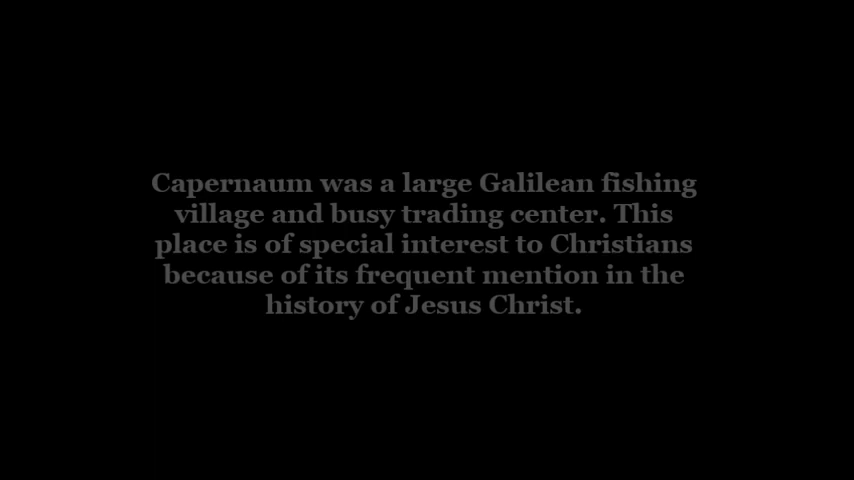 Capernaum was a large Galilean fishing
village and busy trading center. This
place is of special interest to Christians
because of its frequent mention in the
history of Jesus Christ.